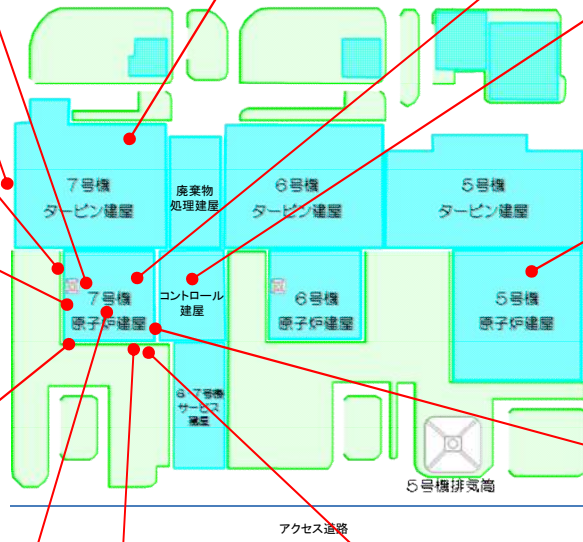 7号機
タービン建屋
廃棄物
処理建屋
6号機
タービン建屋
5号機
タービン建屋
7号機
原子炉建屋
コントロール
建屋
6号機
原子炉建屋
5号機
原子炉建屋
6・7号機
サービス
建屋
5号機排気筒
アクセス道路